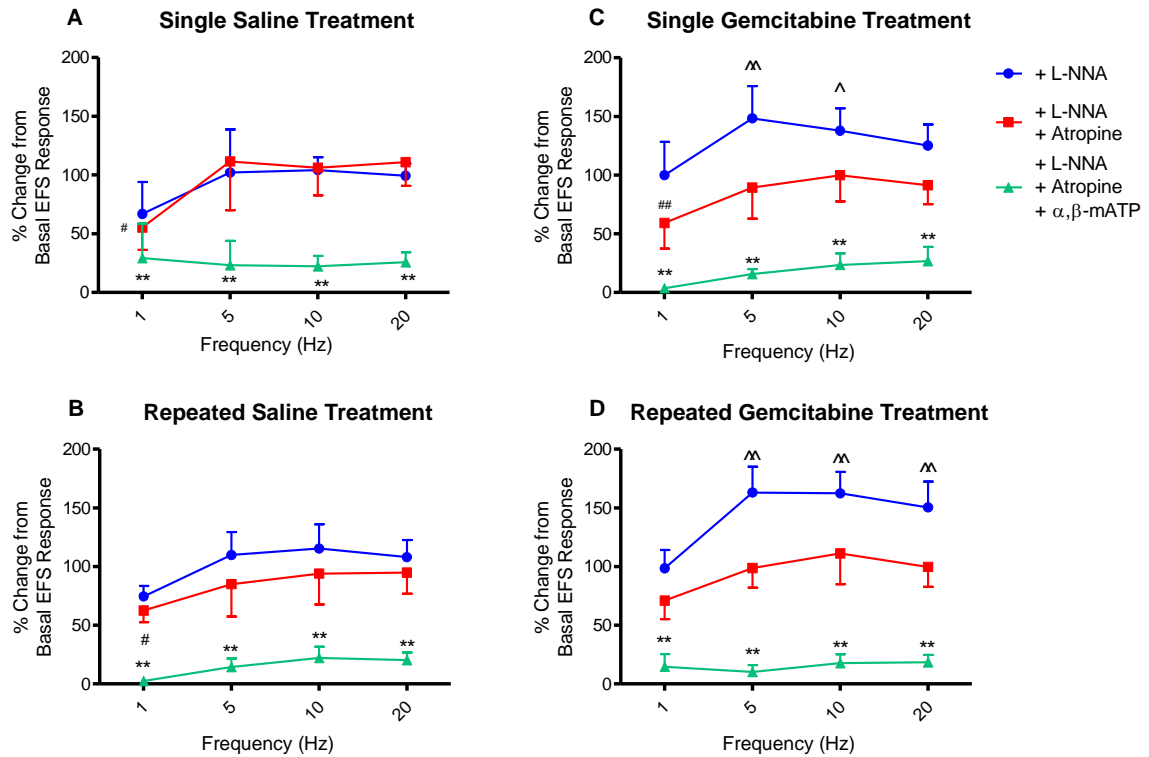 A Single Saline Treatment
% Change from
Basal EFS Response
200
150
100
50
0
#
** ** ** **
1 5 10 20
Frequency (Hz)
C Single Gemcitabine Treatment
% Change from
Basal EFS Response
200
150
100
50
0
^^ ^
##
** ** ** **
1 5 10 20
Frequency (Hz)
+ L-NNA
+ L-NNA
+ Atropine
+ L-NNA
+ Atropine
+ α,β-mATP
B Repeated Saline Treatment
% Change from
Basal EFS Response
200
150
100
50
0
#
** ** ** **
1 5 10 20
Frequency (Hz)
D Repeated Gemcitabine Treatment
% Change from
Basal EFS Response
200
150
100
50
0
^^ ^^ ^^
** ** ** **
1 5 10 20
Frequency (Hz)